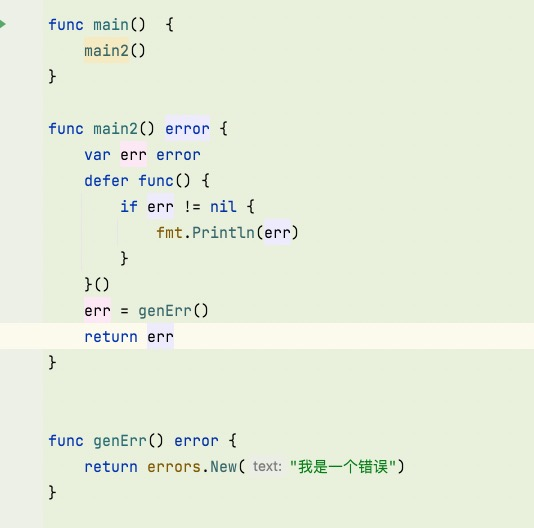 func main()  {
    main2()
}

func main2() error {
    var err error
    defer func() {
        if err != nil {
            fmt.Println(err)
        }
    }()
    err = genErr()
    return err
}


func genErr() error {
    return errors.New( text: "我是一个错误")
}